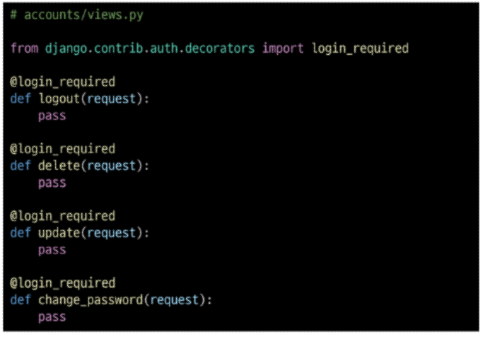 # accounts/views.py
from django.contrib.auth.decorators import login_required
@login_required
def logout(request):
    pass
@login_required
def delete(request):
    pass
@login_required
def update(request):
    pass
@login_required
def change_password(request):
    pass